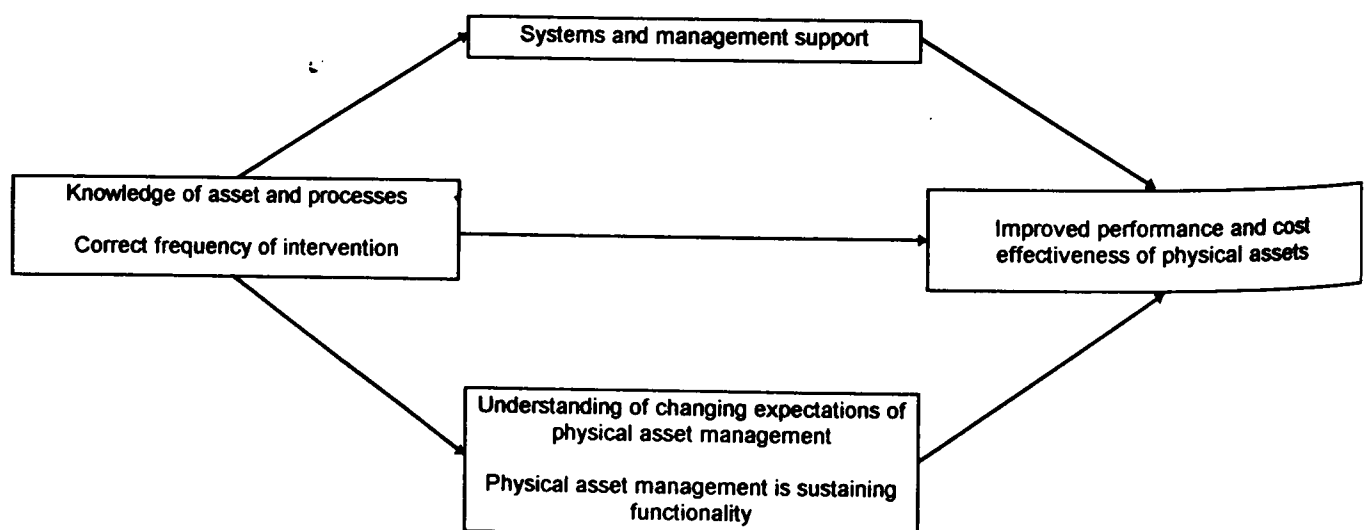 Systems and management support
Knowledge of asset and processes
Correct frequency of intervention
Improved performance and cost
effectiveness of physical assets
Understanding of changing expectations of
physical asset management
Physical asset management is sustaining
functionality